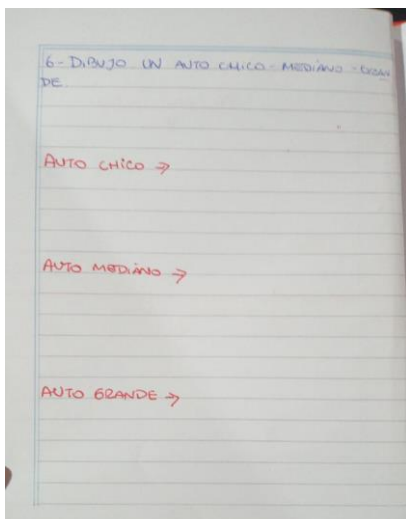 6- DIBUJO UN AUTO CHICO - MEDIANO - GRAN
DE.
AUTO CHICO →
AUTO MEDIANO →
AUTO GRANDE →